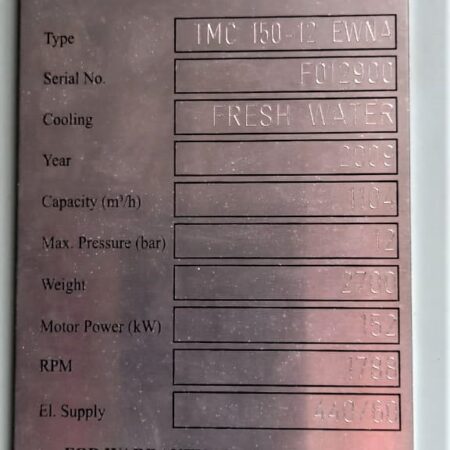 Type TMC 150-12 EWNA
Serial No. F012900
Cooling FRESH WATER
Year 2009
Capacity (m³/h) 1104
Max. Pressure (bar) 12
Weight 2700
Motor Power (kW) 152
RPM 1788
El. Supply 440/60